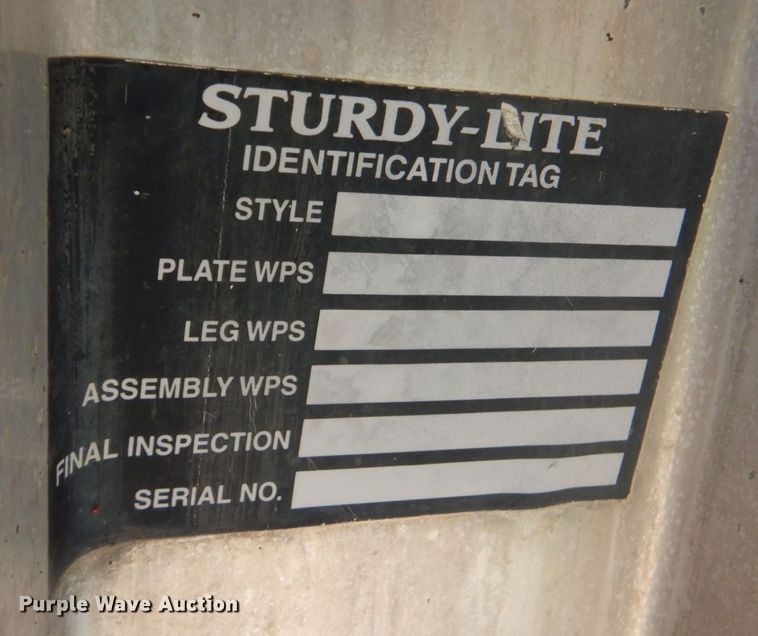 STURDY-LITE
IDENTIFICATION TAG
STYLE
PLATE WPS
LEG WPS
ASSEMBLY WPS
FINAL INSPECTION
SERIAL NO.
Purple Wave Auction